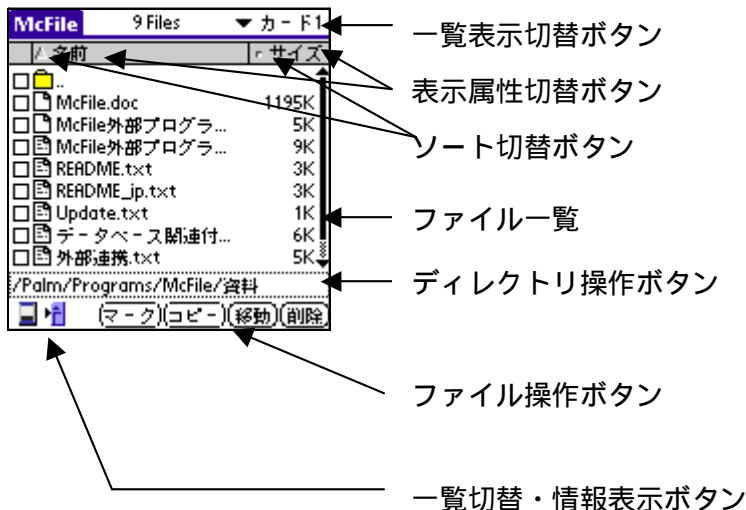 McFile 9 Files カード1
名前 サイズ
..
McFile.doc 1195K
McFile外部プログラ... 5K
McFile外部プログラ... 9K
README.txt 3K
README_jp.txt 3K
Update.txt 1K
データベース関連付... 6K
外部連携.txt 5K
/Palm/Programs/McFile/資料
マーク コピー 移動 削除
一覧表示切替ボタン
表示属性切替ボタン
ソート切替ボタン
ファイル一覧
ディレクトリ操作ボタン
ファイル操作ボタン
一覧切替・情報表示ボタン